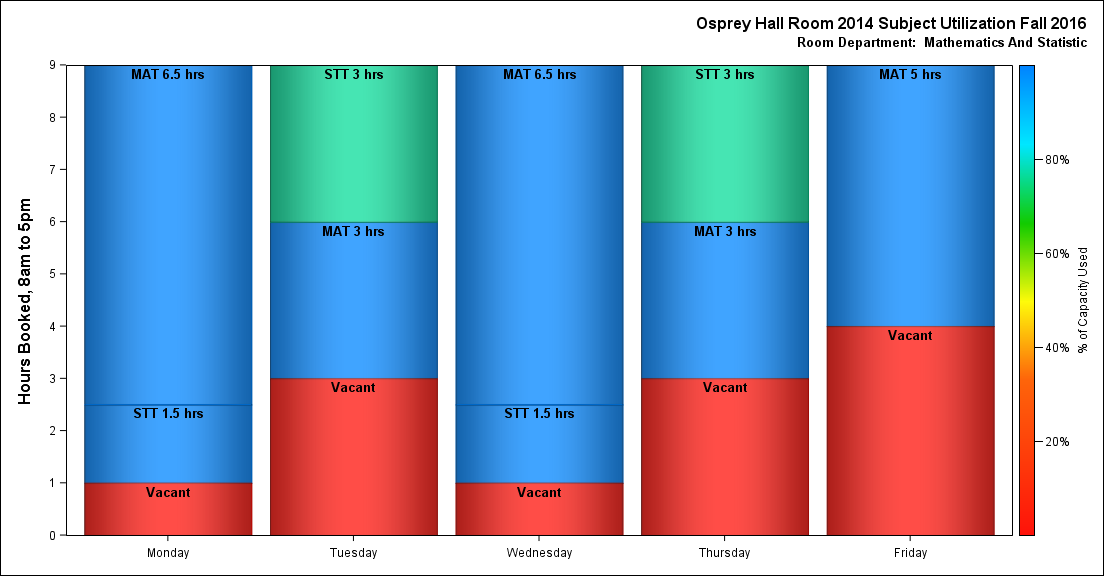 Osprey Hall Room 2014 Subject Utilization Fall 2016
Room Department: Mathematics And Statistic
Hours Booked, 8am to 5pm
9
8
7
6
5
4
3
2
1
0
MAT 6.5 hrs
STT 1.5 hrs
Vacant
STT 3 hrs
MAT 3 hrs
Vacant
MAT 6.5 hrs
STT 1.5 hrs
Vacant
STT 3 hrs
MAT 3 hrs
Vacant
MAT 5 hrs
Vacant
Monday
Tuesday
Wednesday
Thursday
Friday
80%
60%
40%
20%
% of Capacity Used